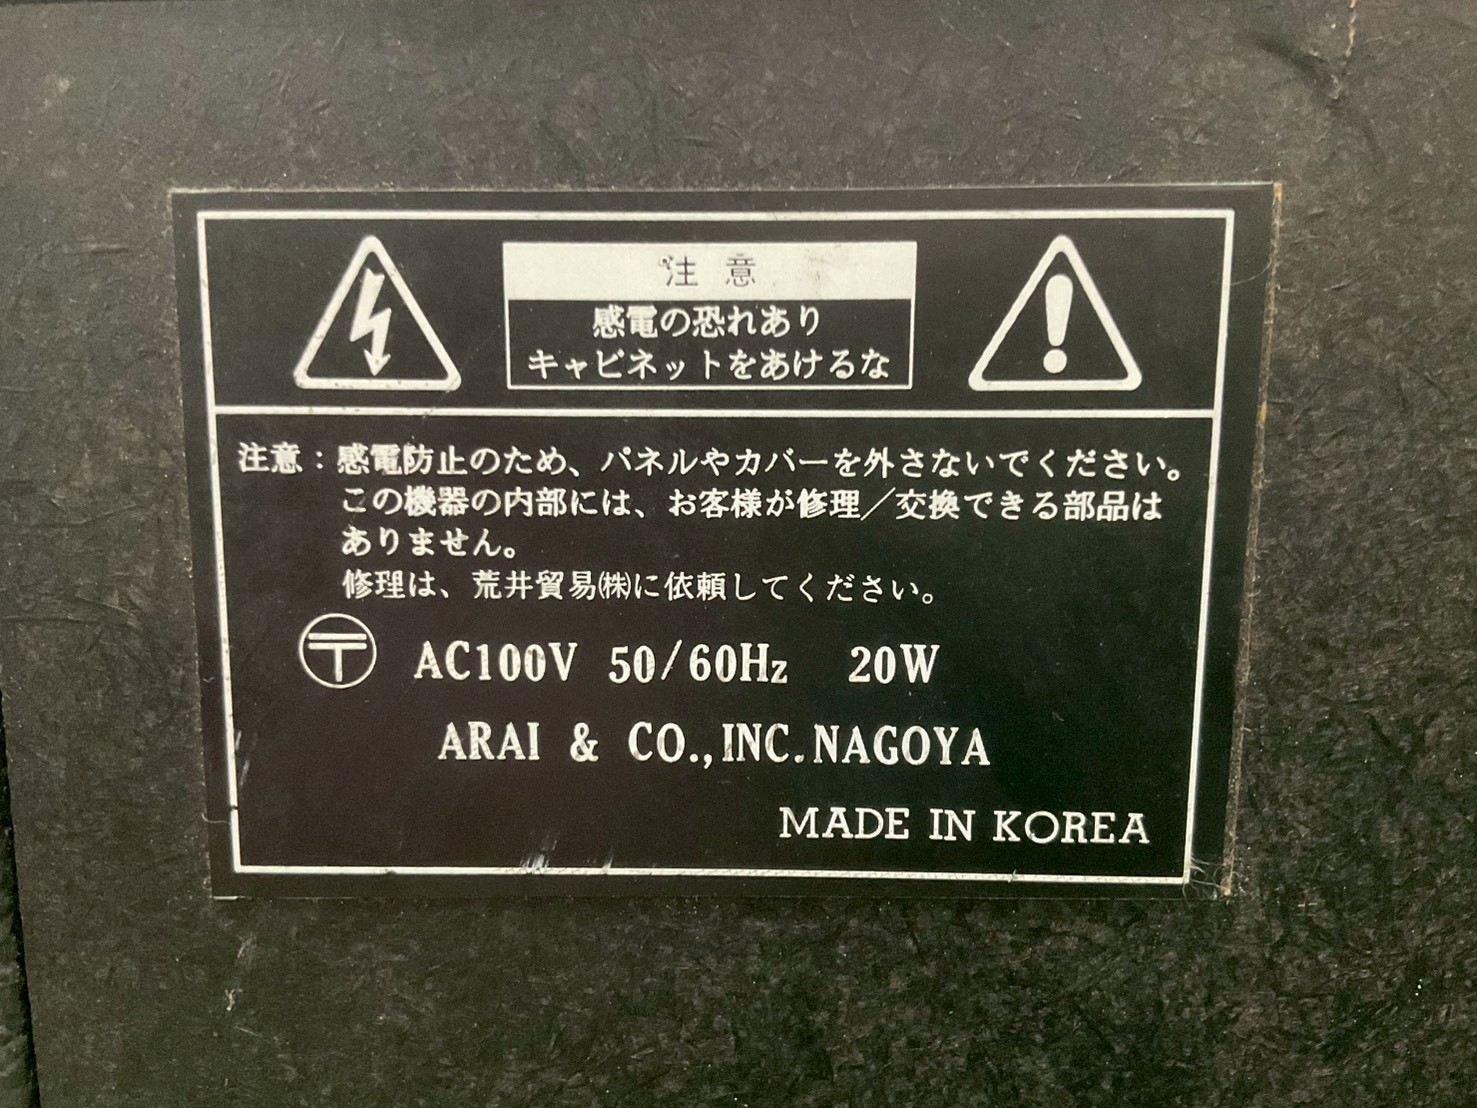 注意
感電の恐れあり
キャビネットをあけるな
注意：感電防止のため、パネルやカバーを外さないでください。
この機器の内部には、お客様が修理／交換できる部品は
ありません。
修理は、荒井貿易㈱に依頼してください。
〒 AC100V 50/60Hz 20W
ARAI & CO.,INC.NAGOYA
MADE IN KOREA